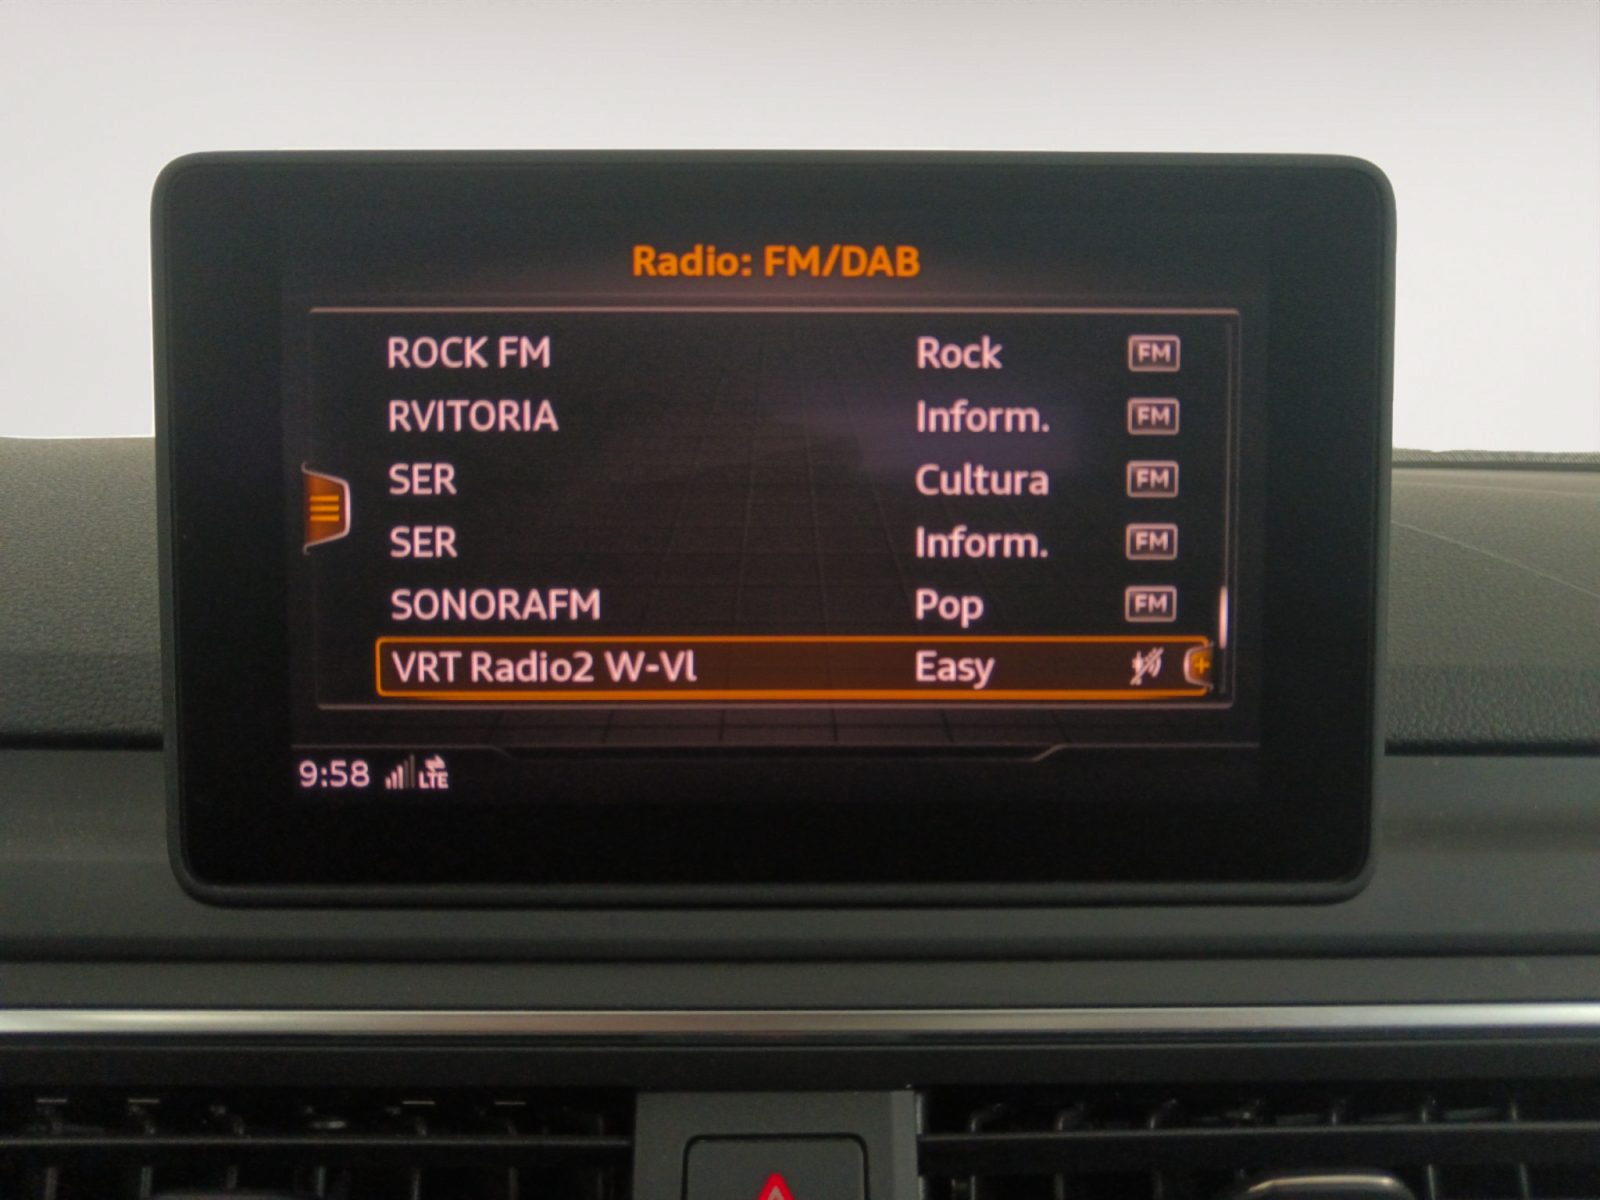 Radio: FM/DAB
ROCK FM Rock FM
RVITORIA Inform. FM
SER Cultura FM
SER Inform. FM
SONORAFM Pop FM
VRT Radio2 W-Vl Easy
9:58 LTE